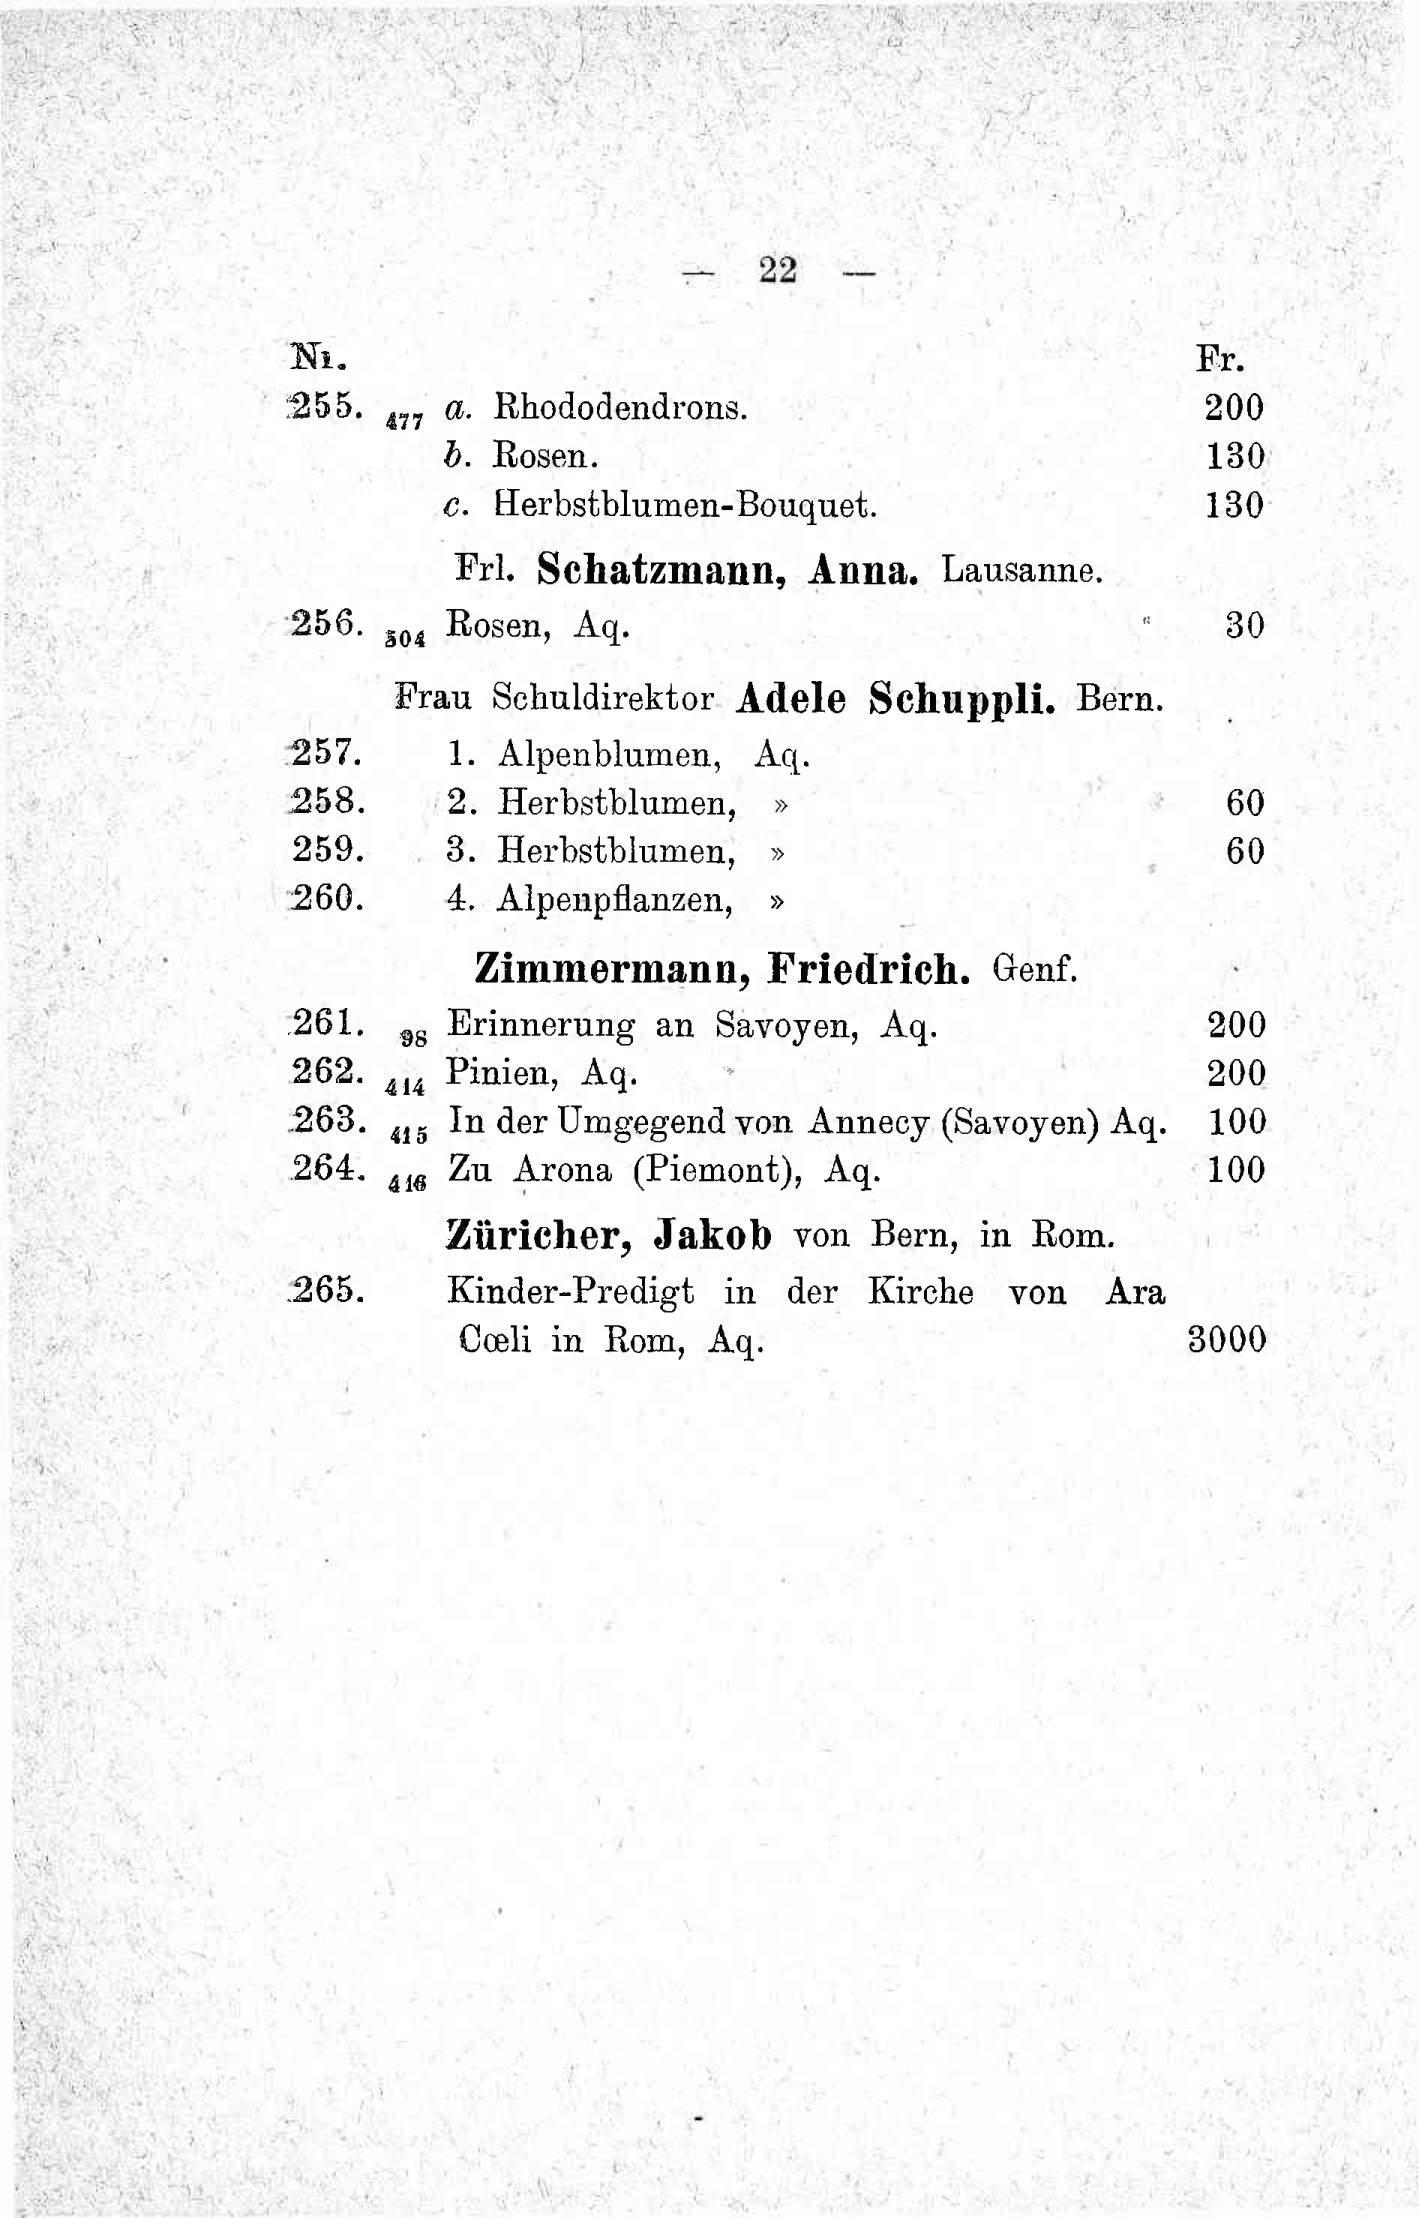 — 22 —
Nr. Fr.
255. 477 a. Rhododendrons. 200
b. Rosen. 130
c. Herbstblumen-Bouquet. 130
Frl. Schatzmann, Anna. Lausanne.
256. 504 Rosen, Aq. 30
Frau Schuldirektor Adele Schuppli. Bern.
257. 1. Alpenblumen, Aq.
258. 2. Herbstblumen, » 60
259. 3. Herbstblumen, » 60
260. 4. Alpenpflanzen, »
Zimmermann, Friedrich. Genf.
261. 98 Erinnerung an Savoyen, Aq. 200
262. 414 Pinien, Aq. 200
263. 415 In der Umgegend von Annecy (Savoyen) Aq. 100
264. 416 Zu Arona (Piemont), Aq. 100
Züricher, Jakob von Bern, in Rom.
265. Kinder-Predigt in der Kirche von Ara
Cœli in Rom, Aq. 3000